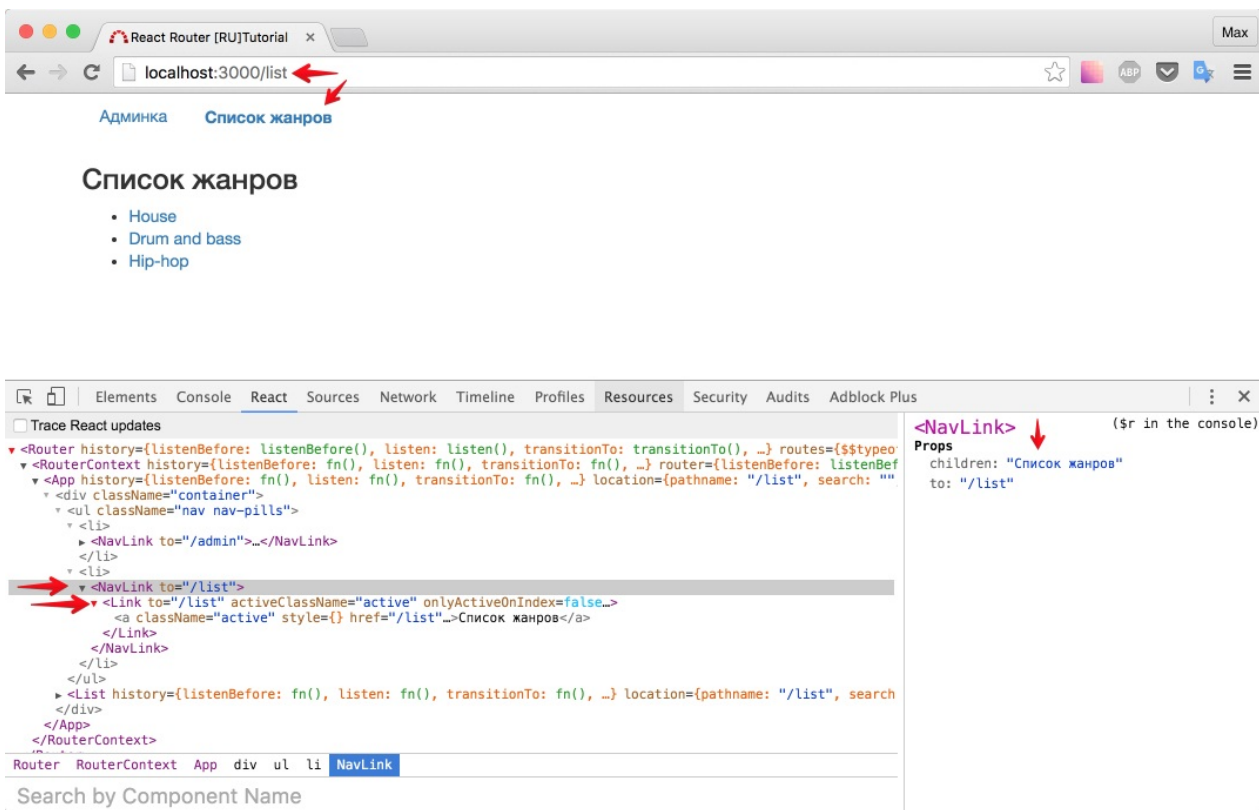 React Router [RU]Tutorial ×
Max
localhost:3000/list
ABP
Админка Список жанров
Список жанров
• House
• Drum and bass
• Hip-hop
Elements Console React Sources Network Timeline Profiles Resources Security Audits Adblock Plus
Trace React updates
<Router history={listenBefore: listenBefore(), listen: listen(), transitionTo: transitionTo(), …} routes={$$typeo
<RouterContext history={listenBefore: fn(), listen: fn(), transitionTo: fn(), …} router={listenBefore: listenBef
<App history={listenBefore: fn(), listen: fn(), transitionTo: fn(), …} location={pathname: "/list", search: ""
<div className="container">
<ul className="nav nav-pills">
<li>
<NavLink to="/admin">…</NavLink>
</li>
<li>
<NavLink to="/list">
<Link to="/list" activeClassName="active" onlyActiveOnIndex=false…>
<a className="active" style={} href="/list"…>Список жанров</a>
</Link>
</NavLink>
</li>
</ul>
<List history={listenBefore: fn(), listen: fn(), transitionTo: fn(), …} location={pathname: "/list", search
</div>
</App>
</RouterContext>
Router RouterContext App div ul li NavLink
Search by Component Name
<NavLink> ($r in the console)
Props
children: "Список жанров"
to: "/list"